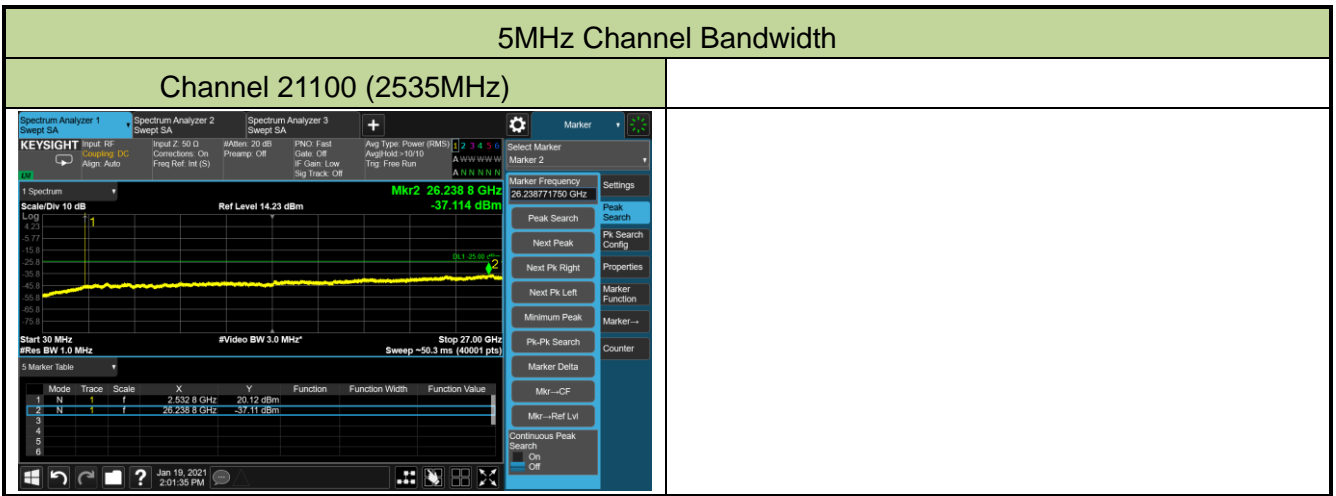 5MHz Channel Bandwidth
Channel 21100 (2535MHz)
Spectrum Analyzer 1
Swept SA
Spectrum Analyzer 2
Swept SA
Spectrum Analyzer 3
Swept SA
+
Marker
KEYSIGHT
Input: RF
Coupling: DC
Align: Auto
Input Z: 50 Ω
Corrections: On
Freq Ref: Int (S)
#Atten: 20 dB
Preamp: Off
PNO: Fast
Gate: Off
IF Gain: Low
Sig Track: Off
Avg Type: Power (RMS)
Avg|Hold:>10/10
Trig: Free Run
1 2 3 4 5 6
A W W W W W
A N N N N N
Select Marker
Marker 2
LXI
1 Spectrum
Mkr2 26.238 8 GHz
Scale/Div 10 dB
Ref Level 14.23 dBm
-37.114 dBm
Log
4.23
-5.77
-15.8
-25.8
-35.8
-45.8
-55.8
-65.8
-75.8
1
DL1 -25.00 dBm
2
Start 30 MHz
#Video BW 3.0 MHz*
Stop 27.00 GHz
#Res BW 1.0 MHz
Sweep ~50.3 ms (40001 pts)
5 Marker Table
Mode Trace Scale X Y Function Function Width Function Value
1 N 1 f 2.532 8 GHz 20.12 dBm
2 N 1 f 26.238 8 GHz -37.11 dBm
3
4
5
6
Marker Frequency
26.238771750 GHz
Peak Search
Next Peak
Next Pk Right
Next Pk Left
Minimum Peak
Pk-Pk Search
Marker Delta
Mkr→CF
Mkr→Ref Lvl
Continuous Peak
Search
On
Off
Settings
Peak
Search
Pk Search
Config
Properties
Marker
Function
Marker→
Counter
?
Jan 19, 2021
2:01:35 PM